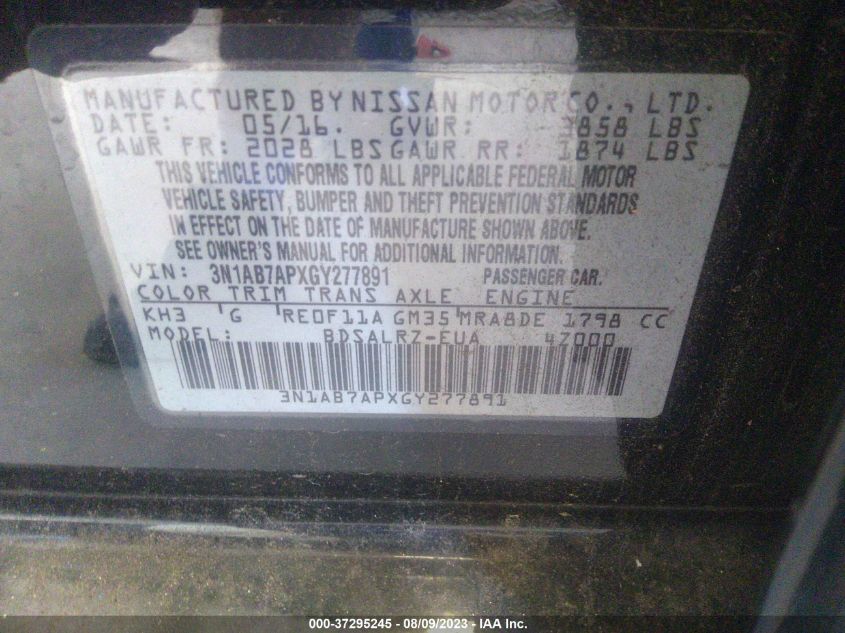 MANUFACTURED BY NISSAN MOTOR CO., LTD.
DATE: 05/16. GVWR: 3858 LBS
GAWR FR: 2028 LBS GAWR RR: 1874 LBS
THIS VEHICLE CONFORMS TO ALL APPLICABLE FEDERAL MOTOR
VEHICLE SAFETY, BUMPER AND THEFT PREVENTION STANDARDS
IN EFFECT ON THE DATE OF MANUFACTURE SHOWN ABOVE.
SEE OWNER'S MANUAL FOR ADDITIONAL INFORMATION.
VIN: 3N1AB7APXGY277891 PASSENGER CAR.
COLOR TRIM TRANS AXLE ENGINE
KH3 G RE0F11A GM35 MRA8DE 1798 CC
MODEL: BDSALRZ-EUA 47000
3N1AB7APXGY277891
000-37295245 - 08/09/2023 - IAA Inc.